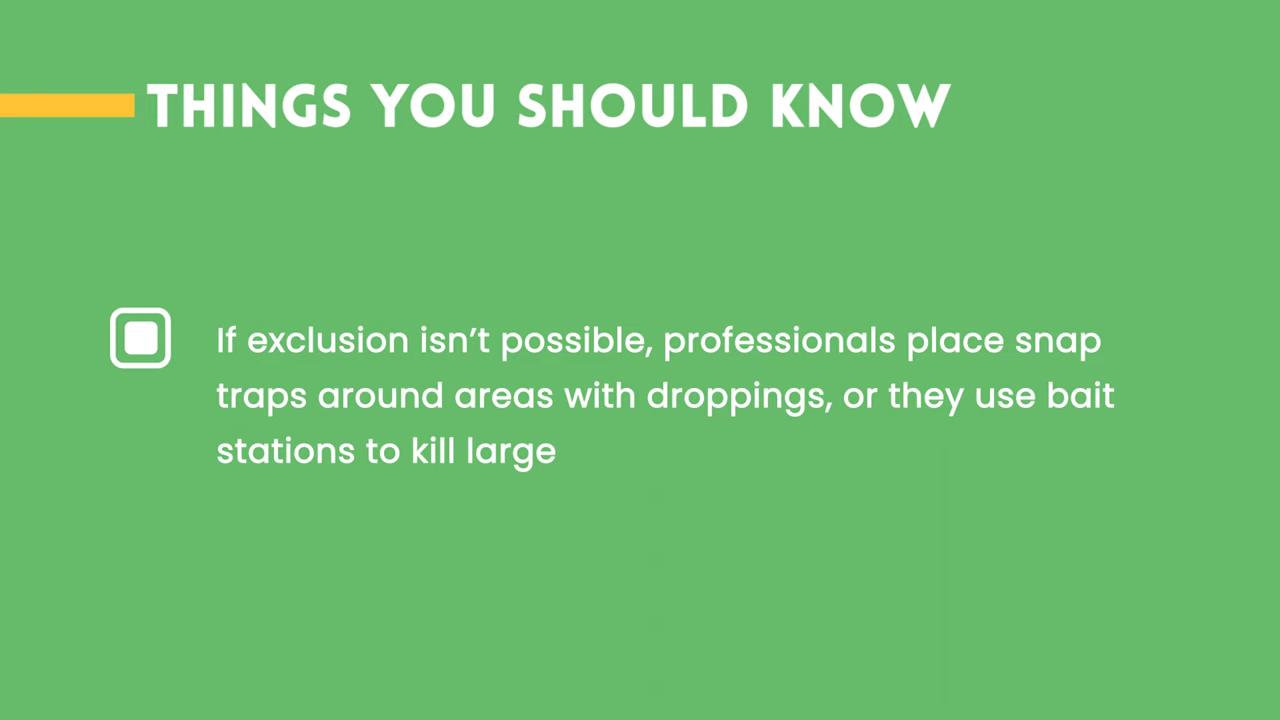 THINGS YOU SHOULD KNOW
If exclusion isn’t possible, professionals place snap
traps around areas with droppings, or they use bait
stations to kill large